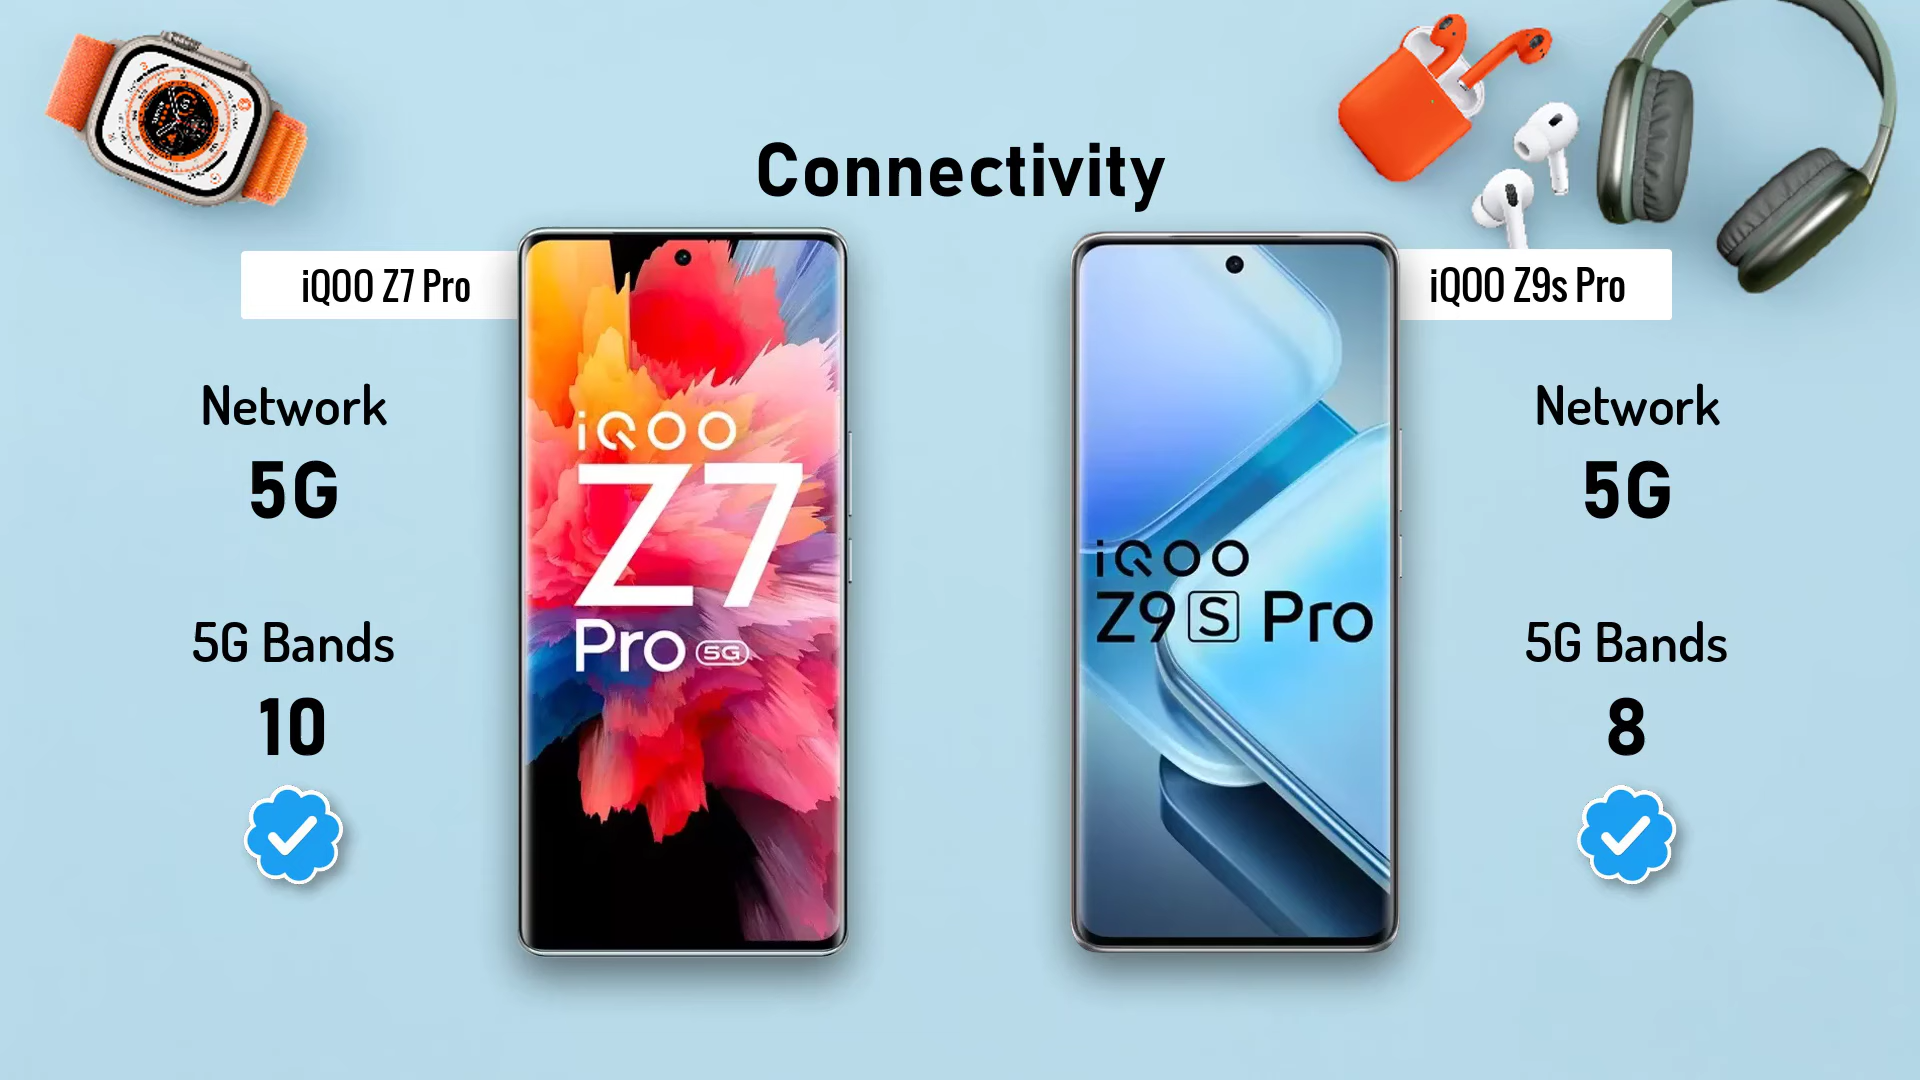 Connectivity
iQOO Z7 Pro
Network
5G
5G Bands
10
iQOO
Z7
Pro 5G
iQOO
Z9 S Pro
iQOO Z9s Pro
Network
5G
5G Bands
8